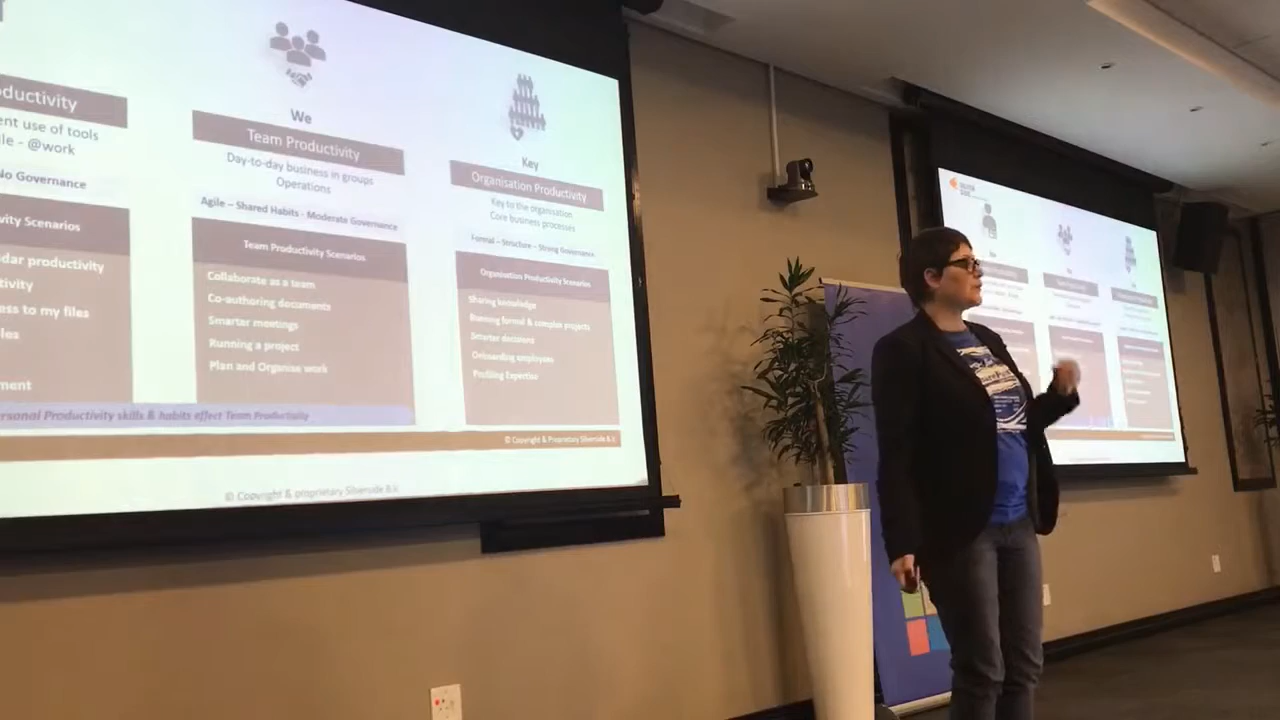 oductivity
ent use of tools
ile - @work
No Governance
vity Scenarios
dar productivity
tivity
ess to my files
les
ment
We
Team Productivity
Day-to-day business in groups
Operations
Agile – Shared Habits - Moderate Governance
Team Productivity Scenarios
Collaborate as a team
Co-authoring documents
Smarter meetings
Running a project
Plan and Organise work
ersonal Productivity skills & habits effect Team Productivity
Key
Organisation Productivity
Key to the organisation
Core business processes
Formal – Structure – Strong Governance
Organisation Productivity Scenarios
Sharing knowledge
Running formal & complex projects
Smarter decisions
Onboarding employees
Profiling Expertise
© Copyright & Proprietary Silverside B.V.
© Copyright & proprietary Silverside B.V.